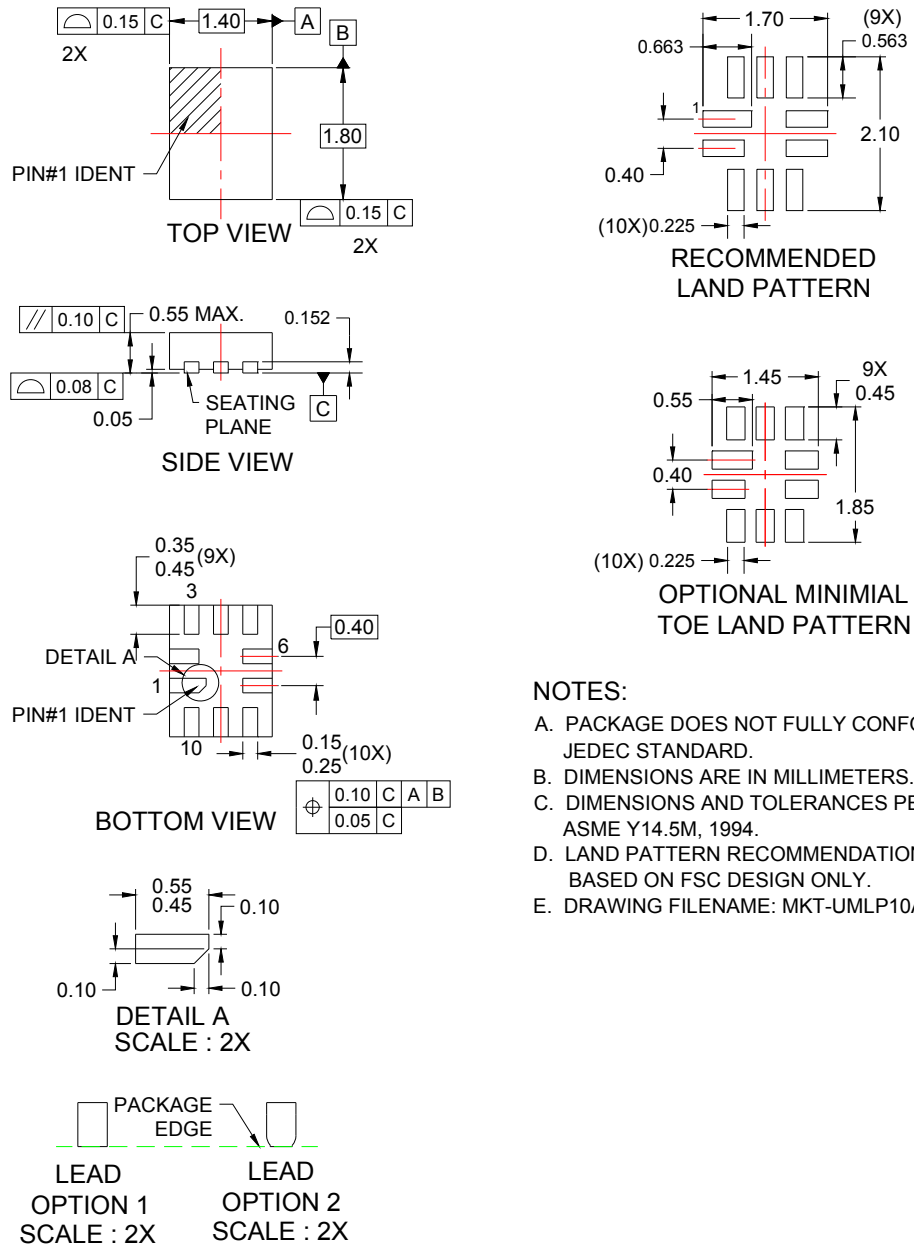 0.15 C
1.40
A
2X
B
1.80
PIN#1 IDENT
0.15 C
TOP VIEW
2X
// 0.10 C
0.55 MAX.
0.152
0.08 C
0.05
SEATING
PLANE
C
SIDE VIEW
0.35
0.45 (9X)
3
0.40
6
DETAIL A
1
PIN#1 IDENT
10
0.15
0.25 (10X)
0.10 C A B
0.05 C
BOTTOM VIEW
0.55
0.45
0.10
0.10
0.10
DETAIL A
SCALE : 2X
PACKAGE
EDGE
LEAD
OPTION 1
SCALE : 2X
LEAD
OPTION 2
SCALE : 2X
1.70
(9X)
0.663
0.563
1
2.10
0.40
(10X) 0.225
RECOMMENDED
LAND PATTERN
1.45
9X
0.45
0.55
0.40
1.85
(10X) 0.225
OPTIONAL MINIMIAL
TOE LAND PATTERN
NOTES:
A. PACKAGE DOES NOT FULLY CONFO
JEDEC STANDARD.
B. DIMENSIONS ARE IN MILLIMETERS.
C. DIMENSIONS AND TOLERANCES PE
ASME Y14.5M, 1994.
D. LAND PATTERN RECOMMENDATION
BASED ON FSC DESIGN ONLY.
E. DRAWING FILENAME: MKT-UMLP10A